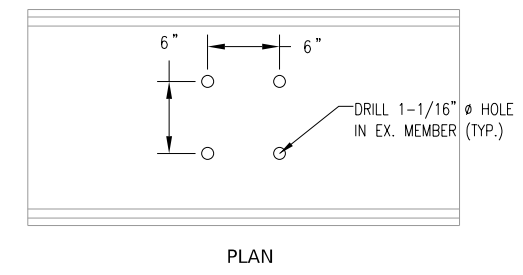 6" 6"
DRILL 1-1/16" ø HOLE
IN EX. MEMBER (TYP.)
PLAN